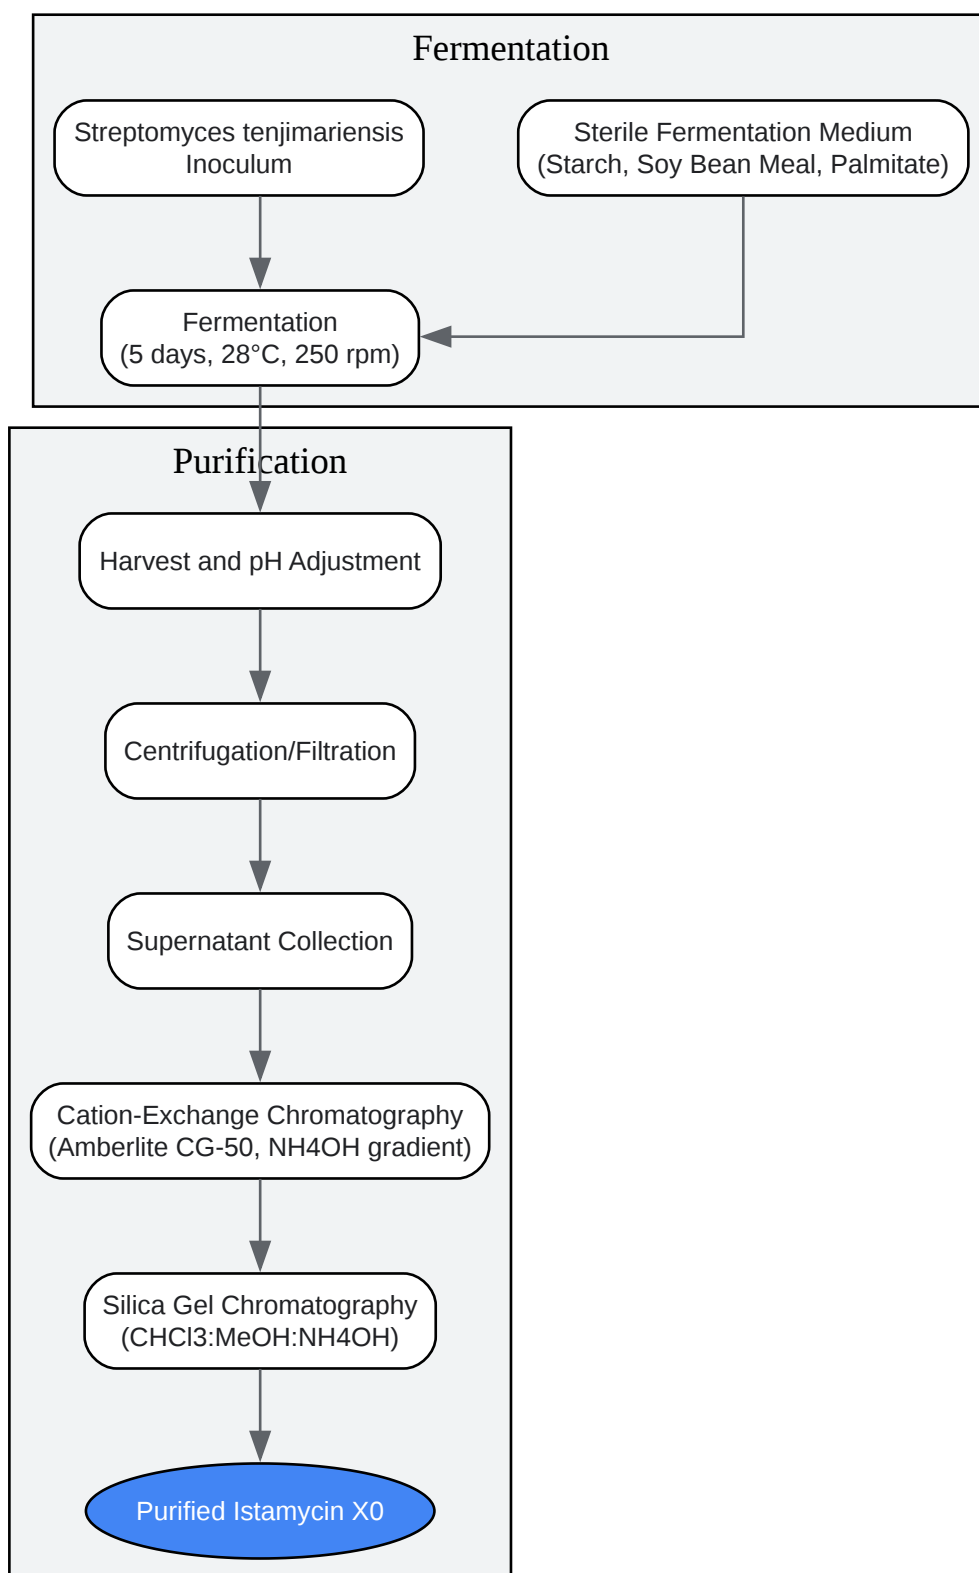 Fermentation
Streptomyces tenjimariensis
Inoculum
Sterile Fermentation Medium
(Starch, Soy Bean Meal, Palmitate)
Fermentation
(5 days, 28°C, 250 rpm)
Purification
Harvest and pH Adjustment
Centrifugation/Filtration
Supernatant Collection
Cation-Exchange Chromatography
(Amberlite CG-50, NH4OH gradient)
Silica Gel Chromatography
(CHCl3:MeOH:NH4OH)
Purified Istamycin X0